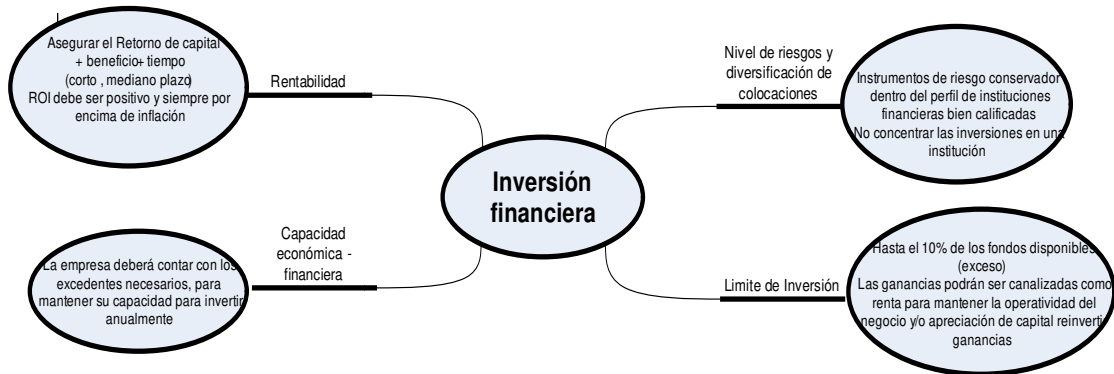 Asegurar el Retorno de capital
+ beneficio+ tiempo
(corto , mediano plazo)
ROI debe ser positivo y siempre por
encima de inflación
Rentabilidad
Nivel de riesgos y
diversificación de
colocaciones
Instrumentos de riesgo conservador
dentro del perfil de instituciones
financieras bien calificadas
No concentrar las inversiones en una
institución
Inversión
financiera
Capacidad
económica -
financiera
La empresa deberá contar con los
excedentes necesarios, para
mantener su capacidad para invertir
anualmente
Limite de Inversión
Hasta el 10% de los fondos disponibles
(exceso)
Las ganancias podrán ser canalizadas como
renta para mantener la operatividad del
negocio y/o apreciación de capital reinvertir
ganancias